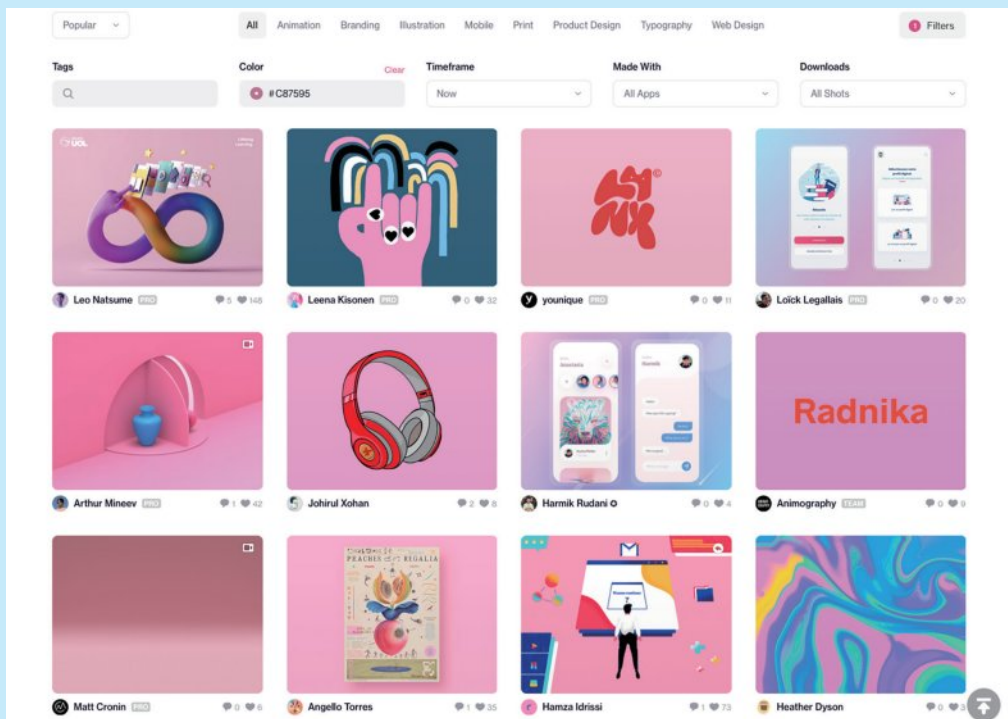 Popular
All Animation Branding Illustration Mobile Print Product Design Typography Web Design
1 Filters
Tags Color Clear Timeframe Made With Downloads
#C87595 Now All Apps All Shots
UOL
LYNX©
Leo Natsume PRO 5 148
Leena Kisonen PRO 0 32
younique PRO 0 11
Loïck Legallais PRO 0 20
Radnika
Arthur Mineev PRO 1 42
Johirul Xohan 2 8
Harmik Rudani 0 4
Animography TEAM 0 9
PEACHES REGALIA
Matt Cronin PRO 0 6
Angello Torres 1 35
Hamza Idrissi 1 73
Heather Dyson 0 3